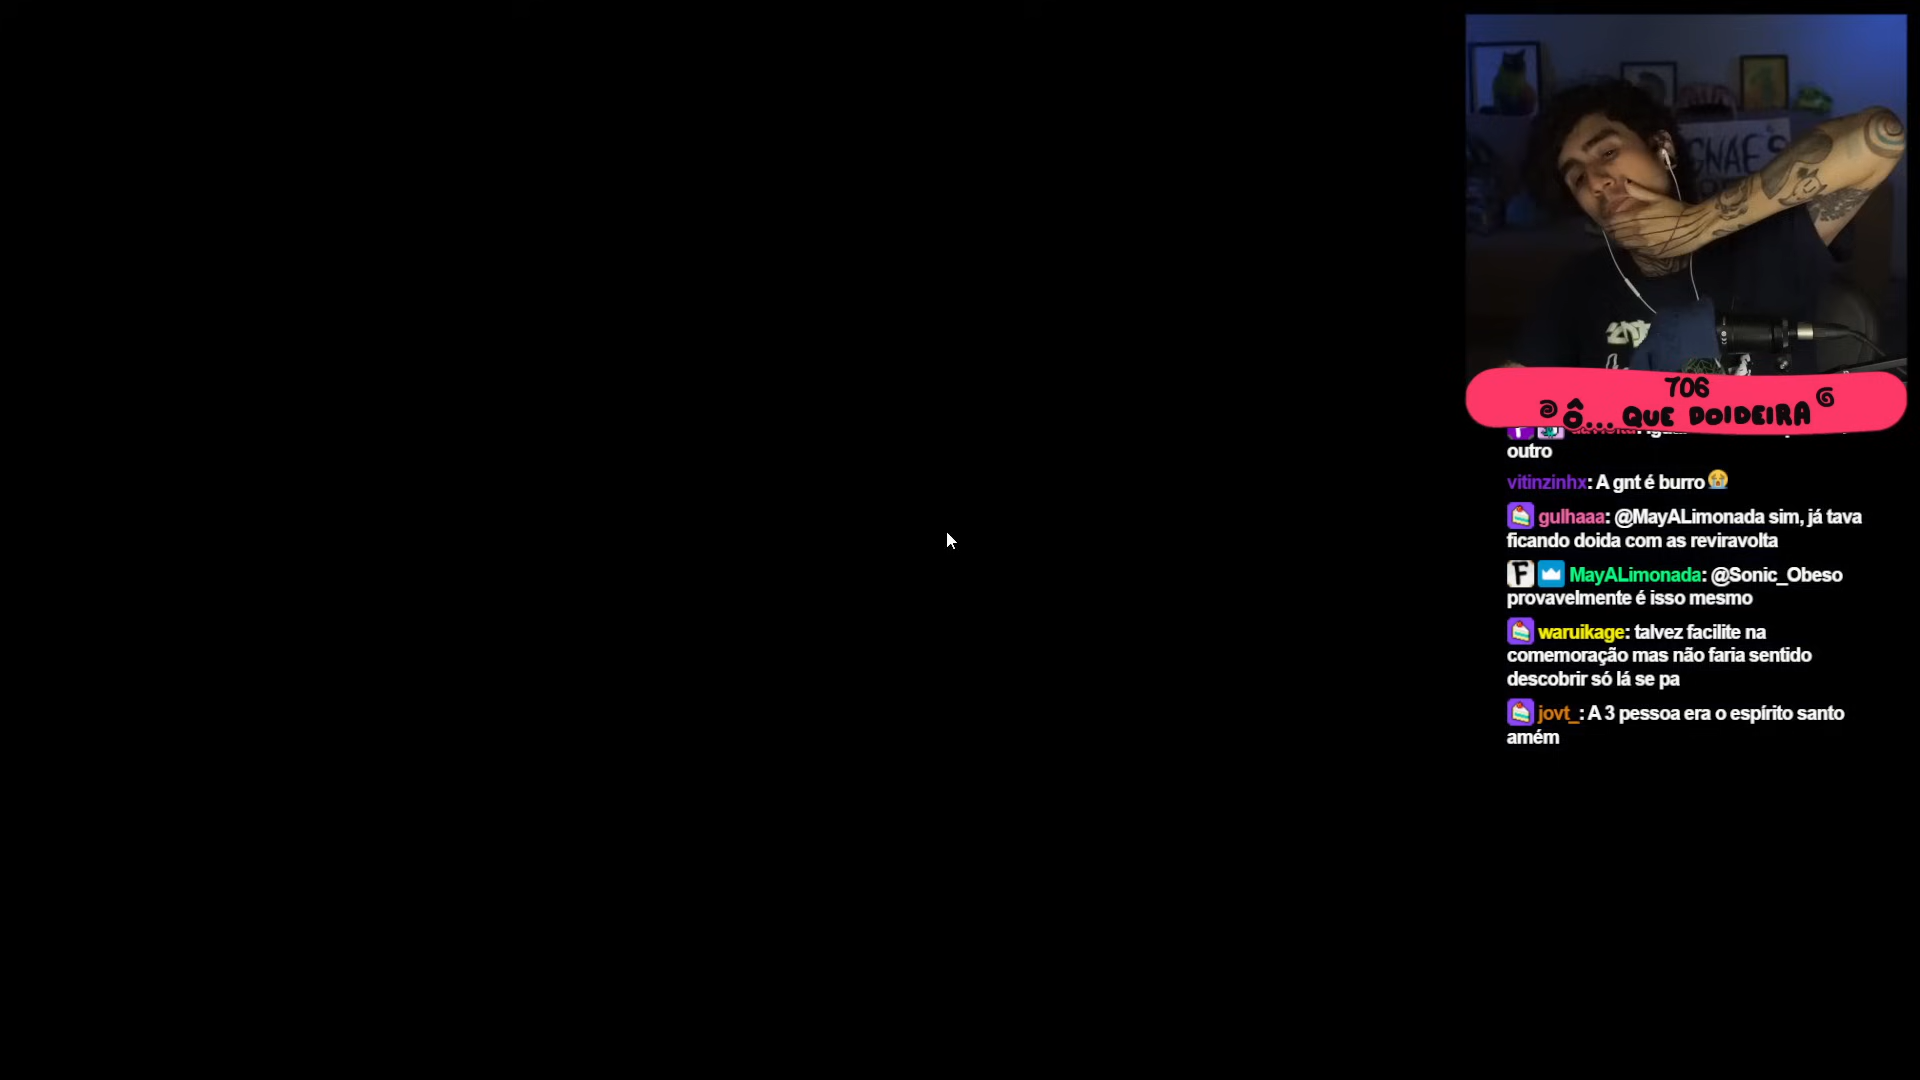 GNAE'S
706
Ô... QUE DOIDEIRA
outro
vitinzinhx: A gnt é burro
gulhaaa: @MayALimonada sim, já tava
ficando doida com as reviravolta
MayALimonada: @Sonic_Obeso
provavelmente é isso mesmo
waruikage: talvez facilite na
comemoração mas não faria sentido
descobrir só lá se pa
jovt_: A 3 pessoa era o espírito santo
amém